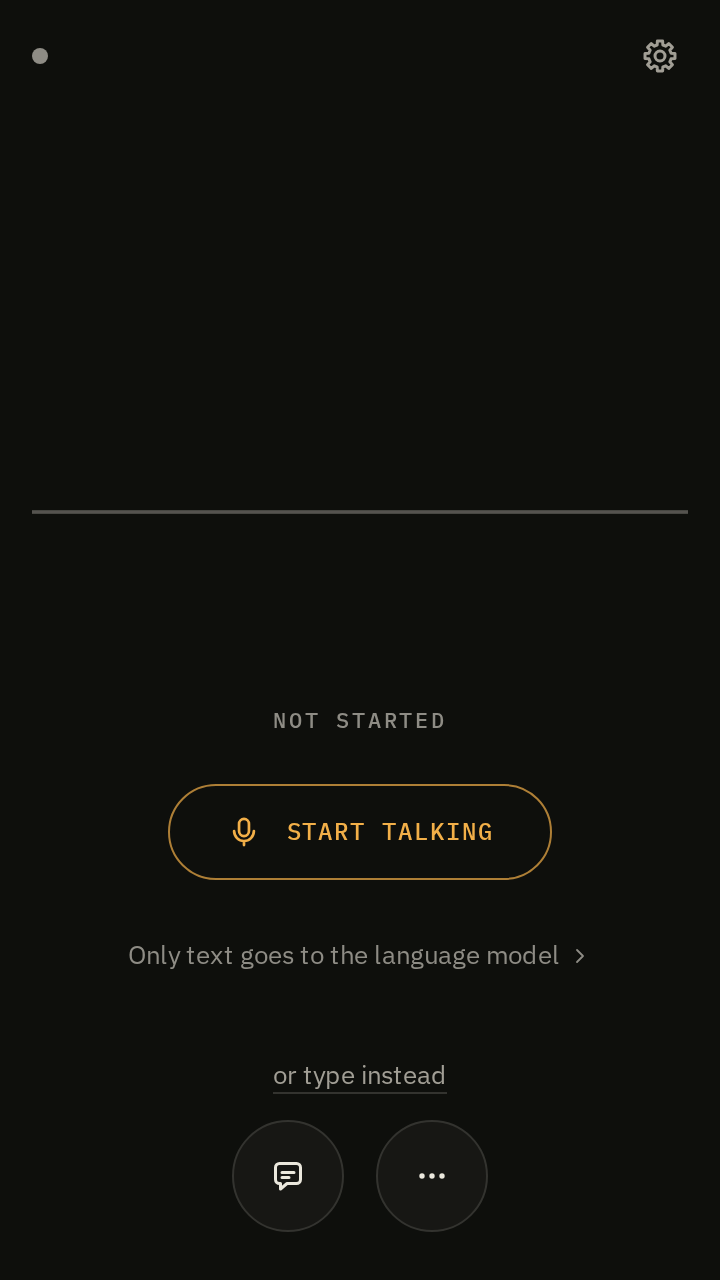 NOT STARTED
START TALKING
Only text goes to the language model
or type instead